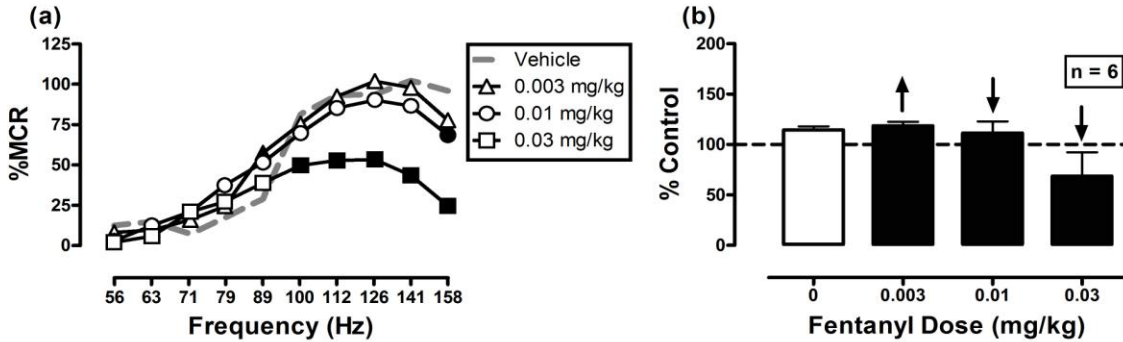 (a)
125
100
75
50
25
0
%MCR
56 63 71 79 89 100 112 126 141 158
Frequency (Hz)
Vehicle
0.003 mg/kg
0.01 mg/kg
0.03 mg/kg
(b)
200
150
100
50
0
% Control
n = 6
0 0.003 0.01 0.03
Fentanyl Dose (mg/kg)